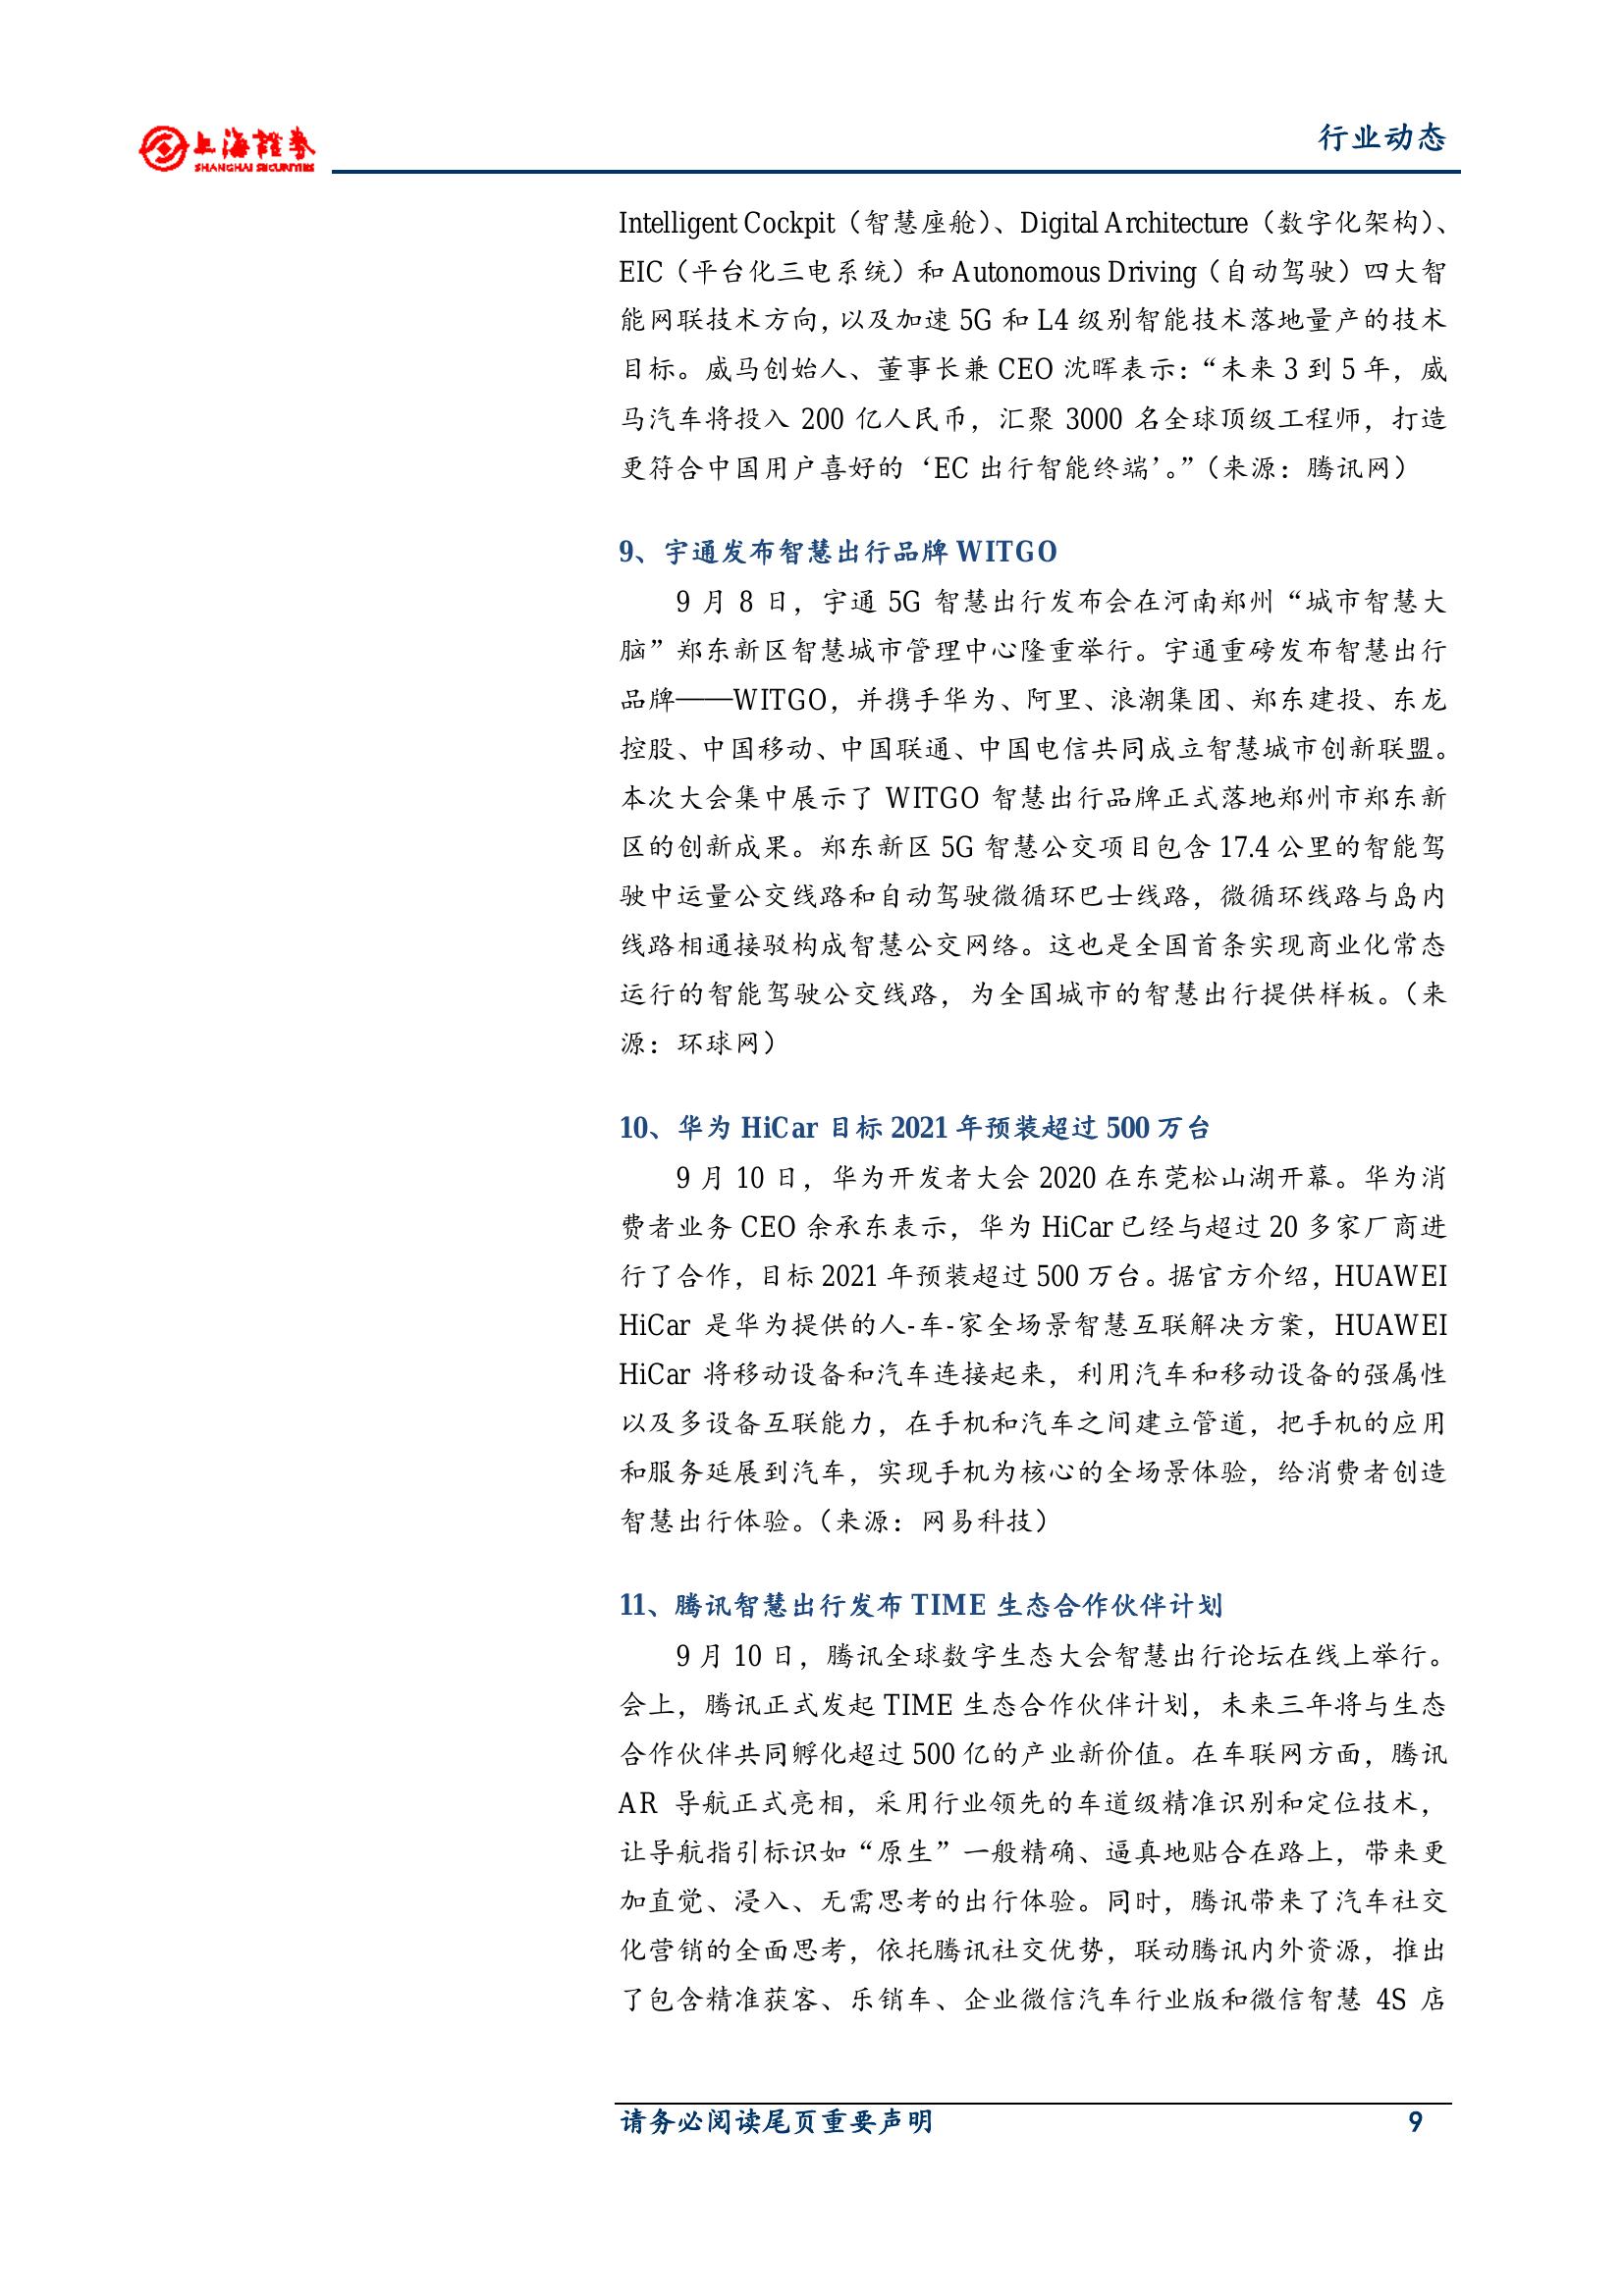 上海證券
SHANGHAI SECURITIES
行业动态
Intelligent Cockpit（智慧座舱）、Digital Architecture（数字化架构）、
EIC（平台化三电系统）和 Autonomous Driving（自动驾驶）四大智
能网联技术方向，以及加速 5G 和 L4 级别智能技术落地量产的技术
目标。威马创始人、董事长兼 CEO 沈晖表示：“未来 3 到 5 年，威
马汽车将投入 200 亿人民币，汇聚 3000 名全球顶级工程师，打造
更符合中国用户喜好的‘EC 出行智能终端’。”（来源：腾讯网）
9、宇通发布智慧出行品牌 WITGO
9 月 8 日，宇通 5G 智慧出行发布会在河南郑州“城市智慧大
脑”郑东新区智慧城市管理中心隆重举行。宇通重磅发布智慧出行
品牌——WITGO，并携手华为、阿里、浪潮集团、郑东建投、东龙
控股、中国移动、中国联通、中国电信共同成立智慧城市创新联盟。
本次大会集中展示了 WITGO 智慧出行品牌正式落地郑州市郑东新
区的创新成果。郑东新区 5G 智慧公交项目包含 17.4 公里的智能驾
驶中运量公交线路和自动驾驶微循环巴士线路，微循环线路与岛内
线路相通接驳构成智慧公交网络。这也是全国首条实现商业化常态
运行的智能驾驶公交线路，为全国城市的智慧出行提供样板。（来
源：环球网）
10、华为 HiCar 目标 2021 年预装超过 500 万台
9 月 10 日，华为开发者大会 2020 在东莞松山湖开幕。华为消
费者业务 CEO 余承东表示，华为 HiCar 已经与超过 20 多家厂商进
行了合作，目标 2021 年预装超过 500 万台。据官方介绍，HUAWEI
HiCar 是华为提供的人-车-家全场景智慧互联解决方案，HUAWEI
HiCar 将移动设备和汽车连接起来，利用汽车和移动设备的强属性
以及多设备互联能力，在手机和汽车之间建立管道，把手机的应用
和服务延展到汽车，实现手机为核心的全场景体验，给消费者创造
智慧出行体验。（来源：网易科技）
11、腾讯智慧出行发布 TIME 生态合作伙伴计划
9 月 10 日，腾讯全球数字生态大会智慧出行论坛在线上举行。
会上，腾讯正式发起 TIME 生态合作伙伴计划，未来三年将与生态
合作伙伴共同孵化超过 500 亿的产业新价值。在车联网方面，腾讯
AR 导航正式亮相，采用行业领先的车道级精准识别和定位技术，
让导航指引标识如“原生”一般精确、逼真地贴合在路上，带来更
加直觉、浸入、无需思考的出行体验。同时，腾讯带来了汽车社交
化营销的全面思考，依托腾讯社交优势，联动腾讯内外资源，推出
了包含精准获客、乐销车、企业微信汽车行业版和微信智慧 4S 店
请务必阅读尾页重要声明 9